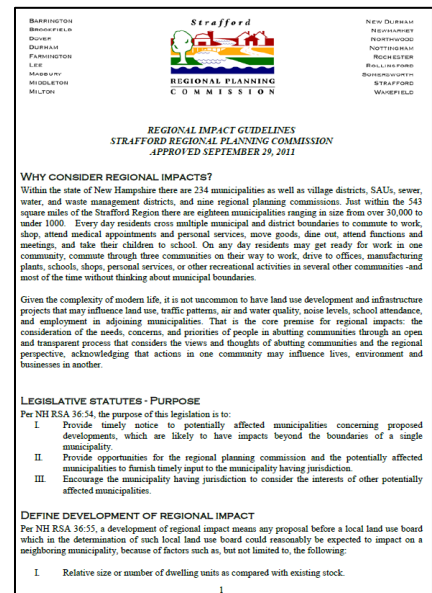 BARRINGTON
BROOKFIELD
DOVER
DURHAM
FARMINGTON
LEE
MADBURY
MIDDLETON
MILTON
Strafford
REGIONAL PLANNING
COMMISSION
NEW DURHAM
NEWMARKET
NORTHWOOD
NOTTINGHAM
ROCHESTER
ROLLINSFORD
SOMERSWORTH
STRAFFORD
WAKEFIELD
REGIONAL IMPACT GUIDELINES
STRAFFORD REGIONAL PLANNING COMMISSION
APPROVED SEPTEMBER 29, 2011
WHY CONSIDER REGIONAL IMPACTS?
Within the state of New Hampshire there are 234 municipalities as well as village districts, SAUs, sewer,
water, and waste management districts, and nine regional planning commissions. Just within the 543
square miles of the Strafford Region there are eighteen municipalities ranging in size from over 30,000 to
under 1000. Every day residents cross multiple municipal and district boundaries to commute to work,
shop, attend medical appointments and personal services, move goods, dine out, attend functions and
meetings, and take their children to school. On any day residents may get ready for work in one
community, commute through three communities on their way to work, drive to offices, manufacturing
plants, schools, shops, personal services, or other recreational activities in several other communities -and
most of the time without thinking about municipal boundaries.
Given the complexity of modern life, it is not uncommon to have land use development and infrastructure
projects that may influence land use, traffic patterns, air and water quality, noise levels, school attendance,
and employment in adjoining municipalities. That is the core premise for regional impacts: the
consideration of the needs, concerns, and priorities of people in abutting communities through an open
and transparent process that considers the views and thoughts of abutting communities and the regional
perspective, acknowledging that actions in one community may influence lives, environment and
businesses in another.
LEGISLATIVE STATUTES - PURPOSE
Per NH RSA 36:54, the purpose of this legislation is to:
I. Provide timely notice to potentially affected municipalities concerning proposed
developments, which are likely to have impacts beyond the boundaries of a single
municipality.
II. Provide opportunities for the regional planning commission and the potentially affected
municipalities to furnish timely input to the municipality having jurisdiction.
III. Encourage the municipality having jurisdiction to consider the interests of other potentially
affected municipalities.
DEFINE DEVELOPMENT OF REGIONAL IMPACT
Per NH RSA 36:55, a development of regional impact means any proposal before a local land use board
which in the determination of such local land use board could reasonably be expected to impact on a
neighboring municipality, because of factors such as, but not limited to, the following:
I. Relative size or number of dwelling units as compared with existing stock.
1